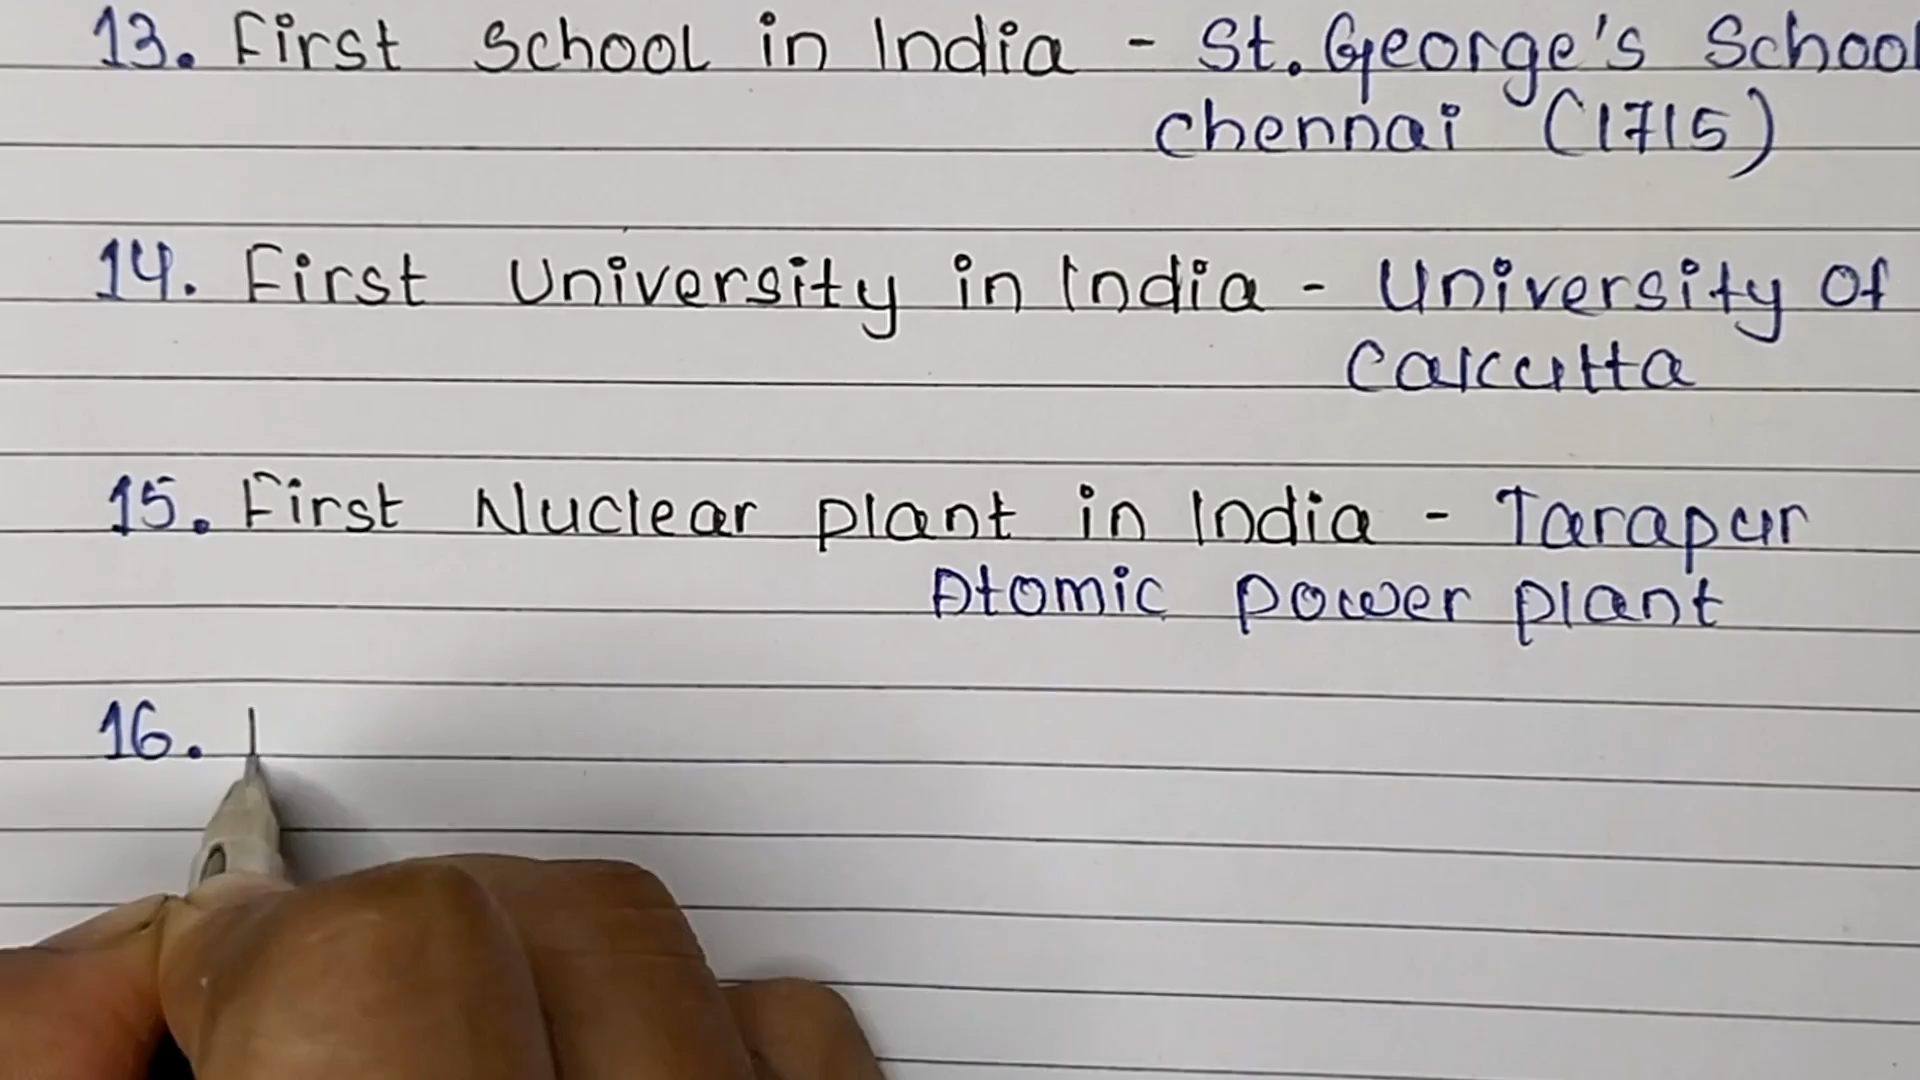 13. First School in India - St. George's School
Chennai (1715)
14. First University in India - University Of
Calcutta
15. First Nuclear plant in India - Tarapur
Atomic power plant
16.